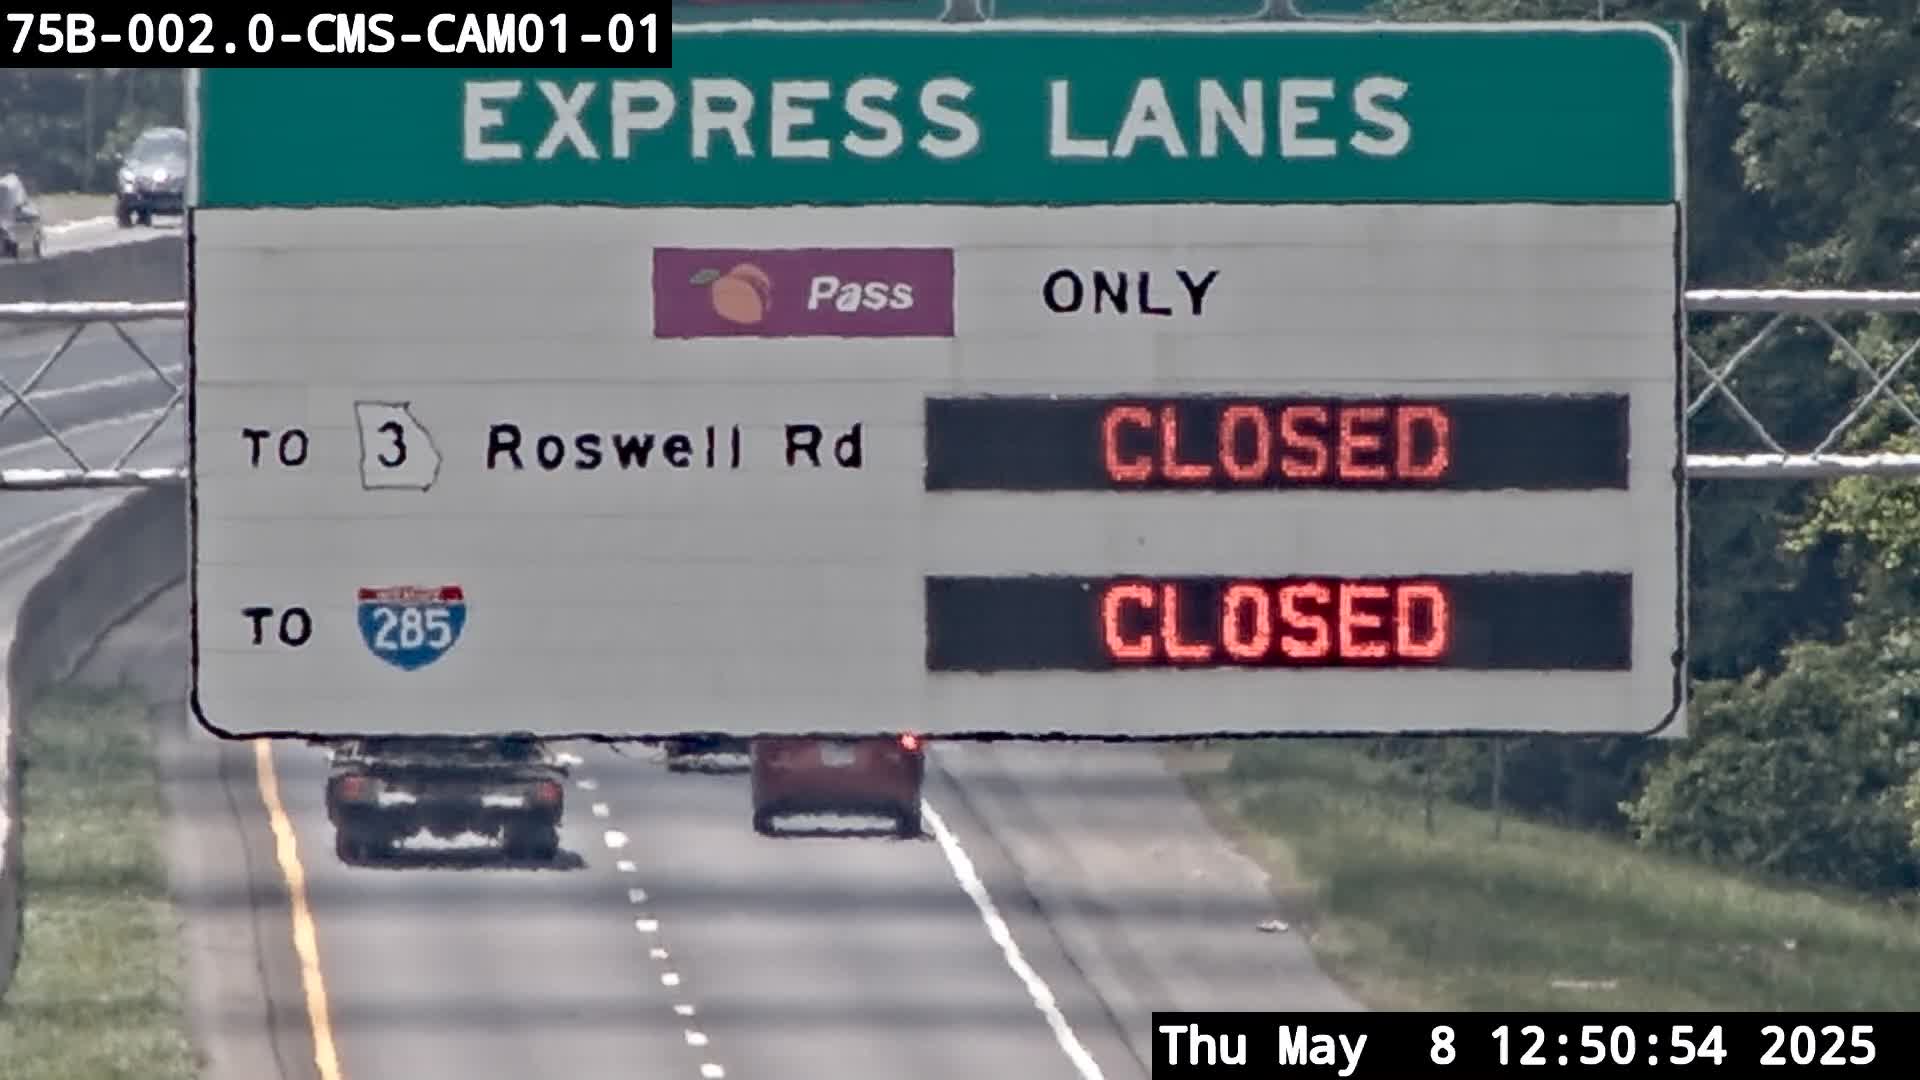 75B-002.0-CMS-CAM01-01
EXPRESS LANES
Pass ONLY
TO 3 Roswell Rd CLOSED
TO 285 CLOSED
Thu May 8 12:50:54 2025